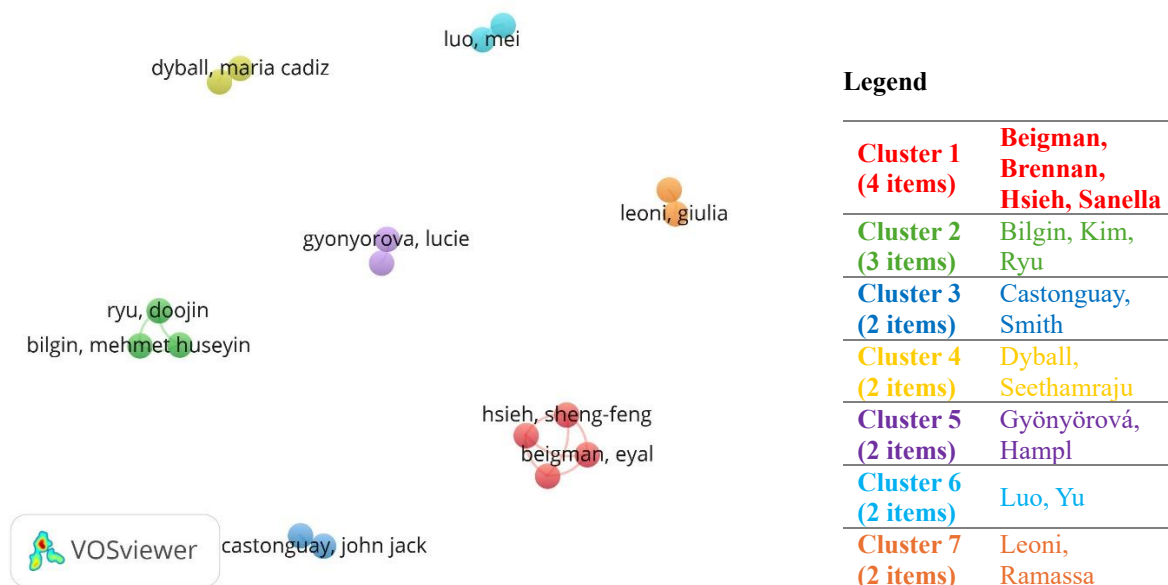 luo, mei
dyball, maria cadiz
leoni, giulia
gyonyorova, lucie
ryu, doojin
bilgin, mehmet huseyin
hsieh, sheng-feng
beigman, eyal
castonguay, john jack
VOSviewer
Legend
Cluster 1
(4 items)
Beigman,
Brennan,
Hsieh, Sanella
Cluster 2
(3 items)
Bilgin, Kim,
Ryu
Cluster 3
(2 items)
Castonguay,
Smith
Cluster 4
(2 items)
Dyball,
Seethamraju
Cluster 5
(2 items)
Gyönyörová,
Hampl
Cluster 6
(2 items)
Luo, Yu
Cluster 7
(2 items)
Leoni,
Ramassa